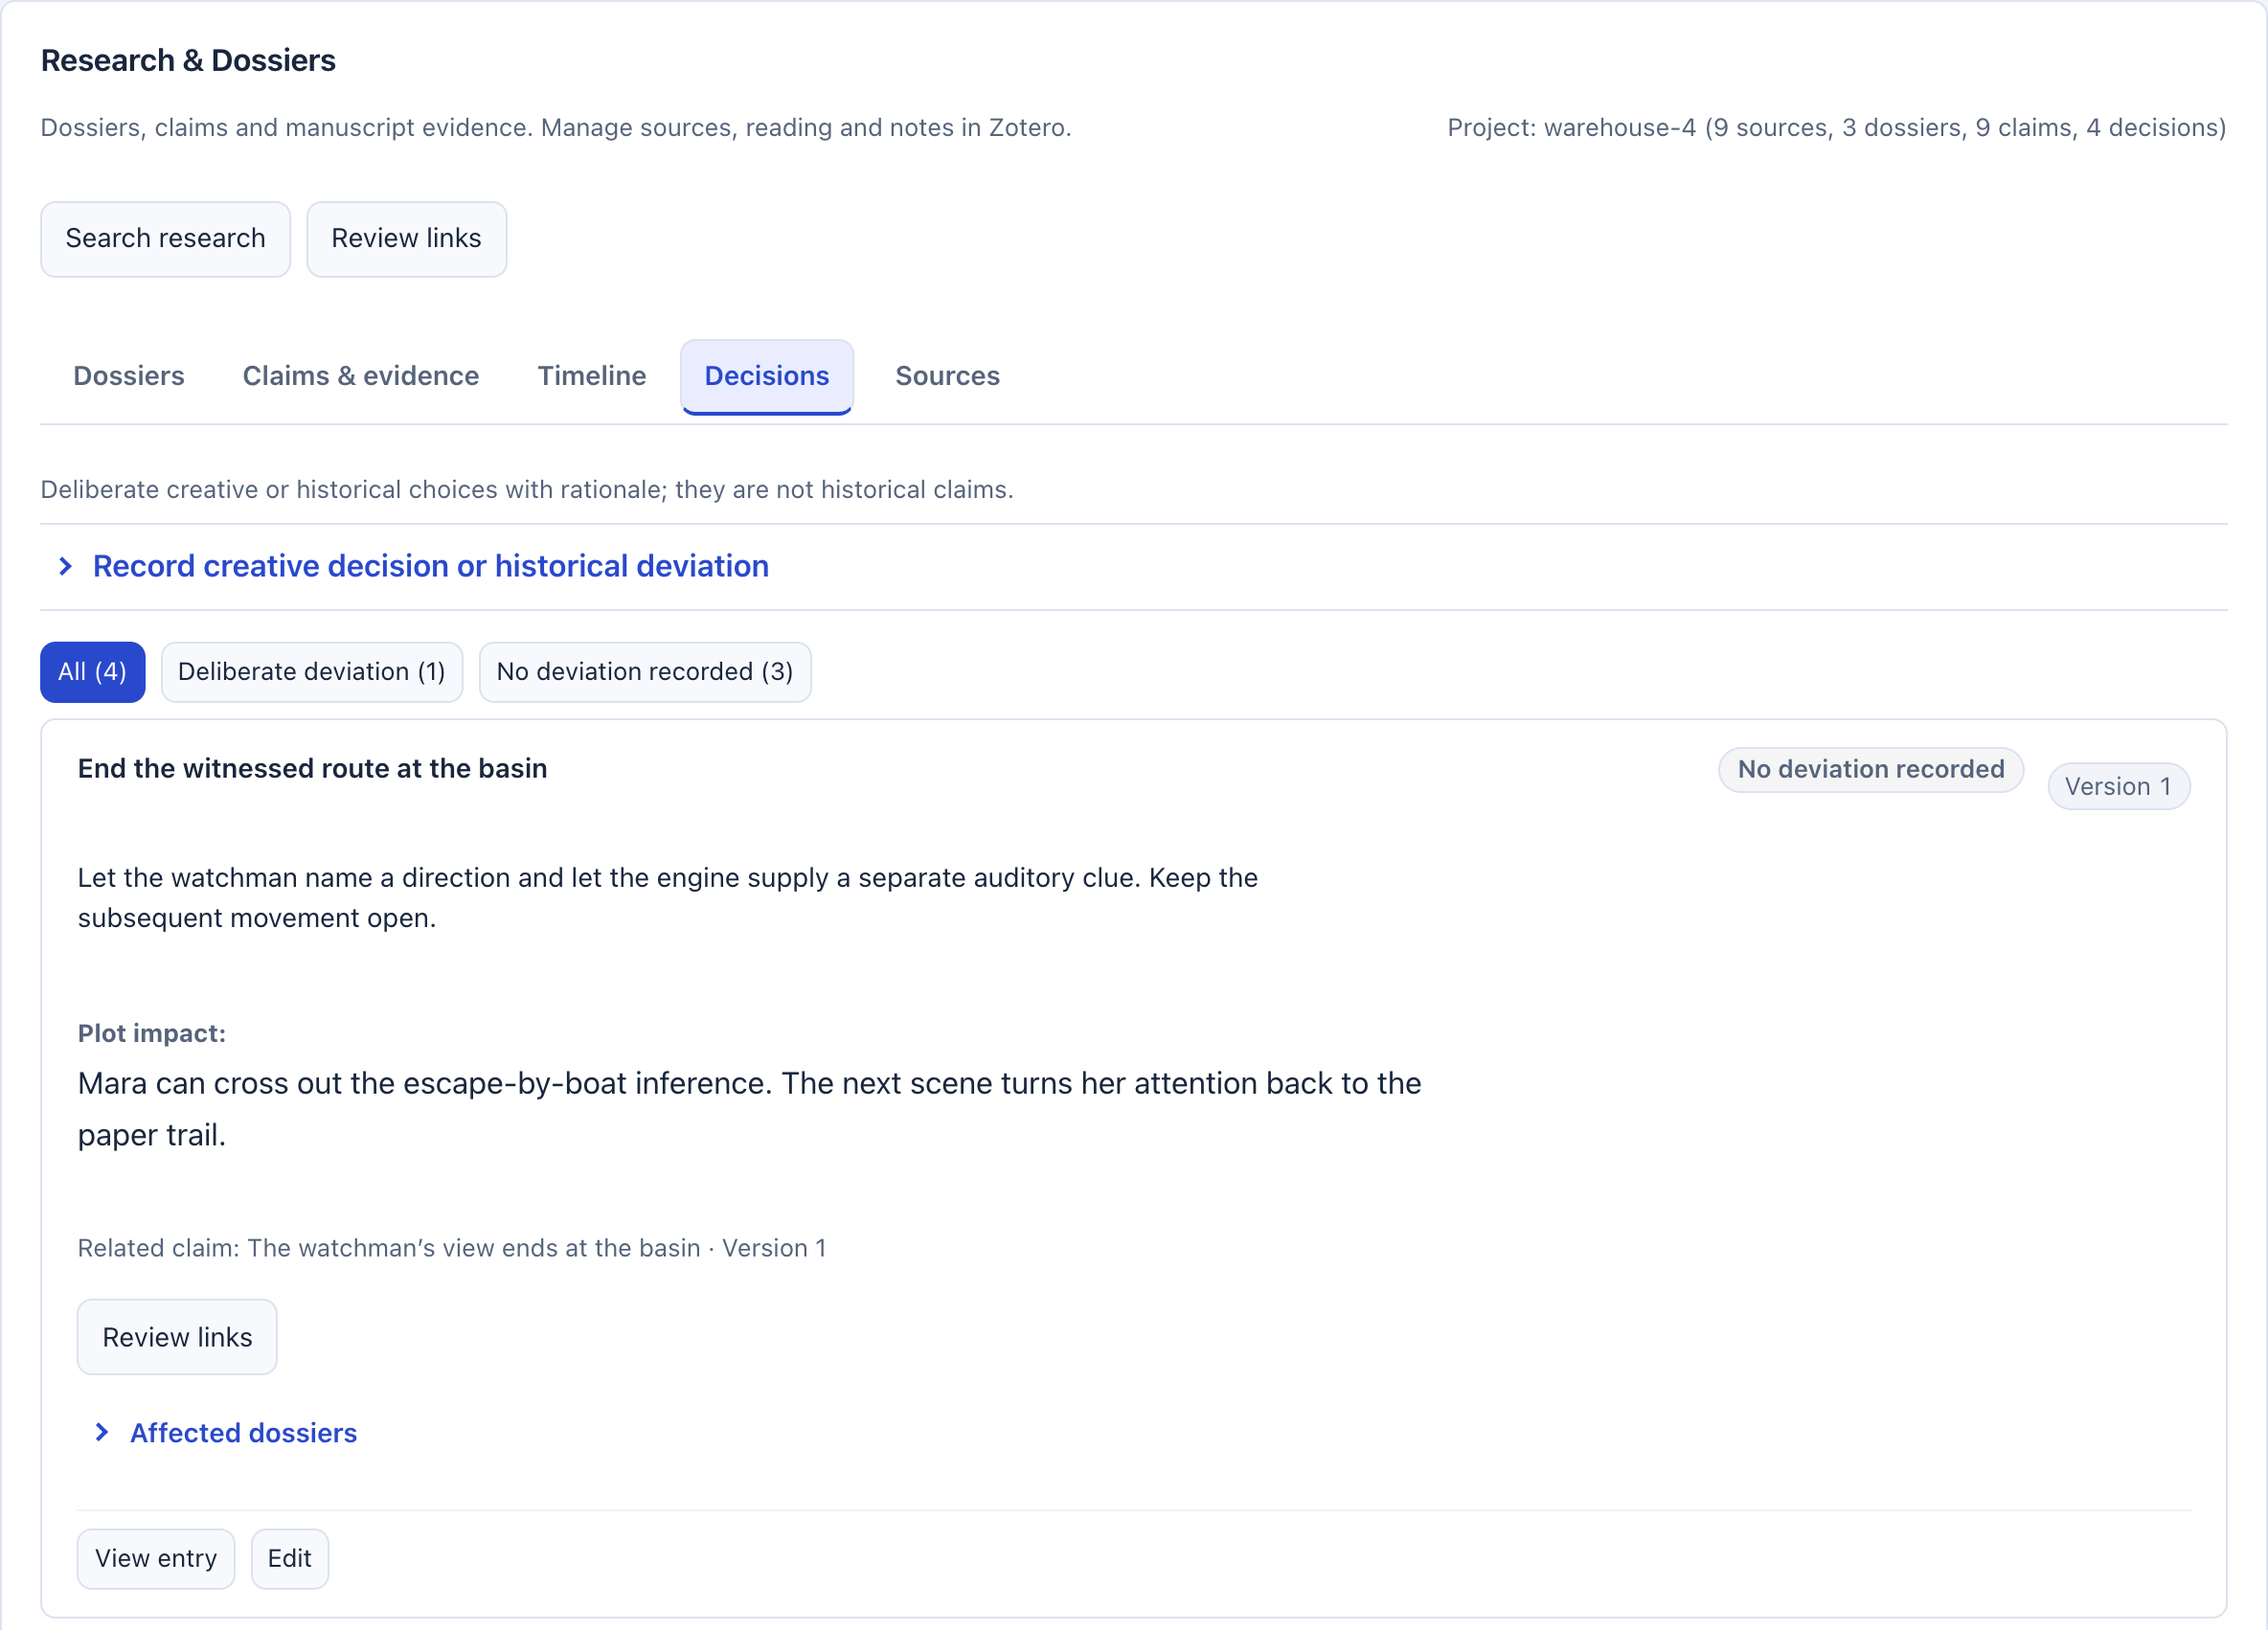 Research & Dossiers
Dossiers, claims and manuscript evidence. Manage sources, reading and notes in Zotero.
Project: warehouse-4 (9 sources, 3 dossiers, 9 claims, 4 decisions)
Search research
Review links
Dossiers
Claims & evidence
Timeline
Decisions
Sources
Deliberate creative or historical choices with rationale; they are not historical claims.
Record creative decision or historical deviation
All (4)
Deliberate deviation (1)
No deviation recorded (3)
End the witnessed route at the basin
No deviation recorded
Version 1
Let the watchman name a direction and let the engine supply a separate auditory clue. Keep the
subsequent movement open.
Plot impact:
Mara can cross out the escape-by-boat inference. The next scene turns her attention back to the
paper trail.
Related claim: The watchman’s view ends at the basin · Version 1
Review links
Affected dossiers
View entry
Edit